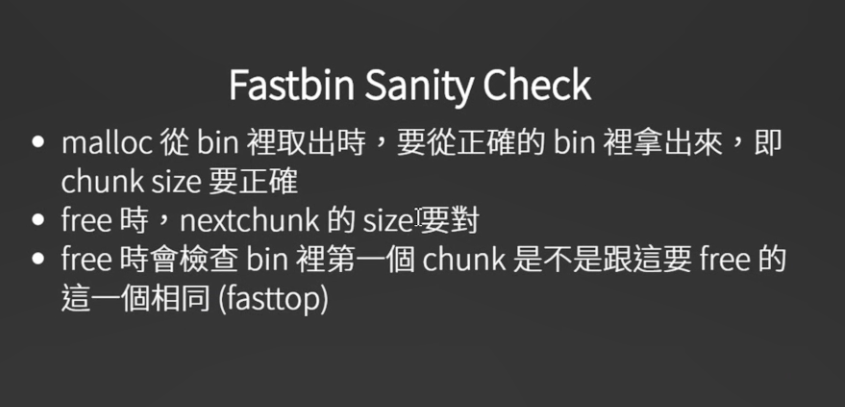 Fastbin Sanity Check
• malloc 從 bin 裡取出時，要從正確的 bin 裡拿出來，即
chunk size 要正確
• free 時，nextchunk 的 size 要對
• free 時會檢查 bin 裡第一個 chunk 是不是跟這要 free 的
這一個相同 (fasttop)